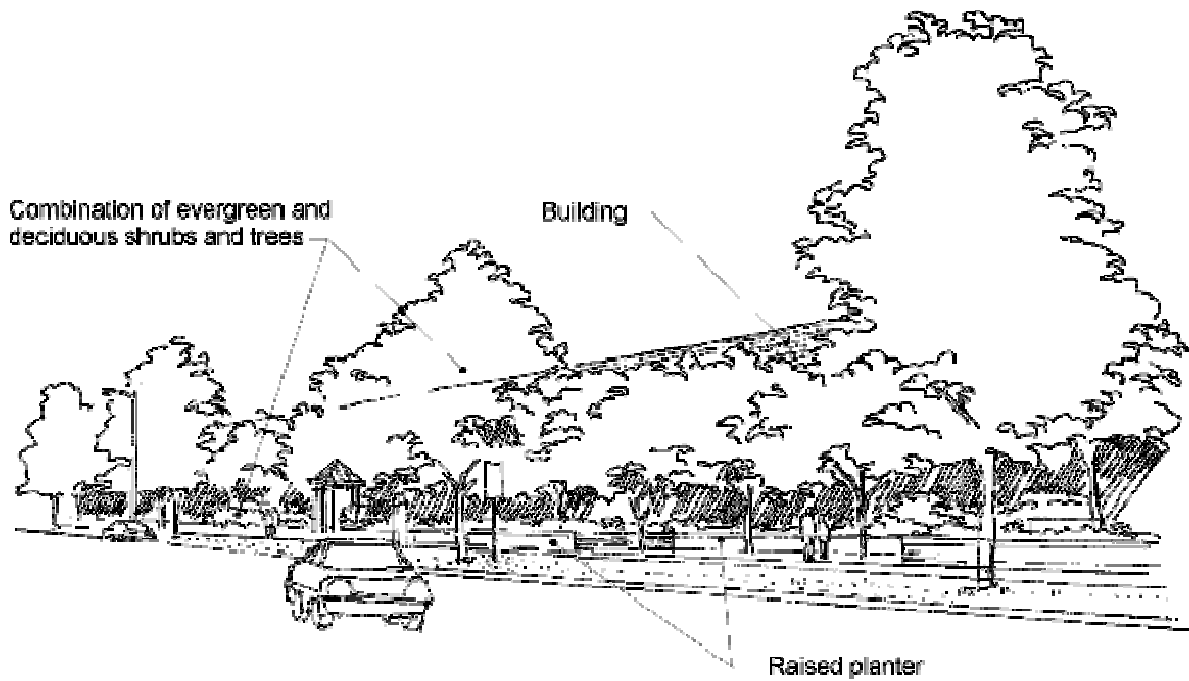 Combination of evergreen and
deciduous shrubs and trees
Building
Raised planter